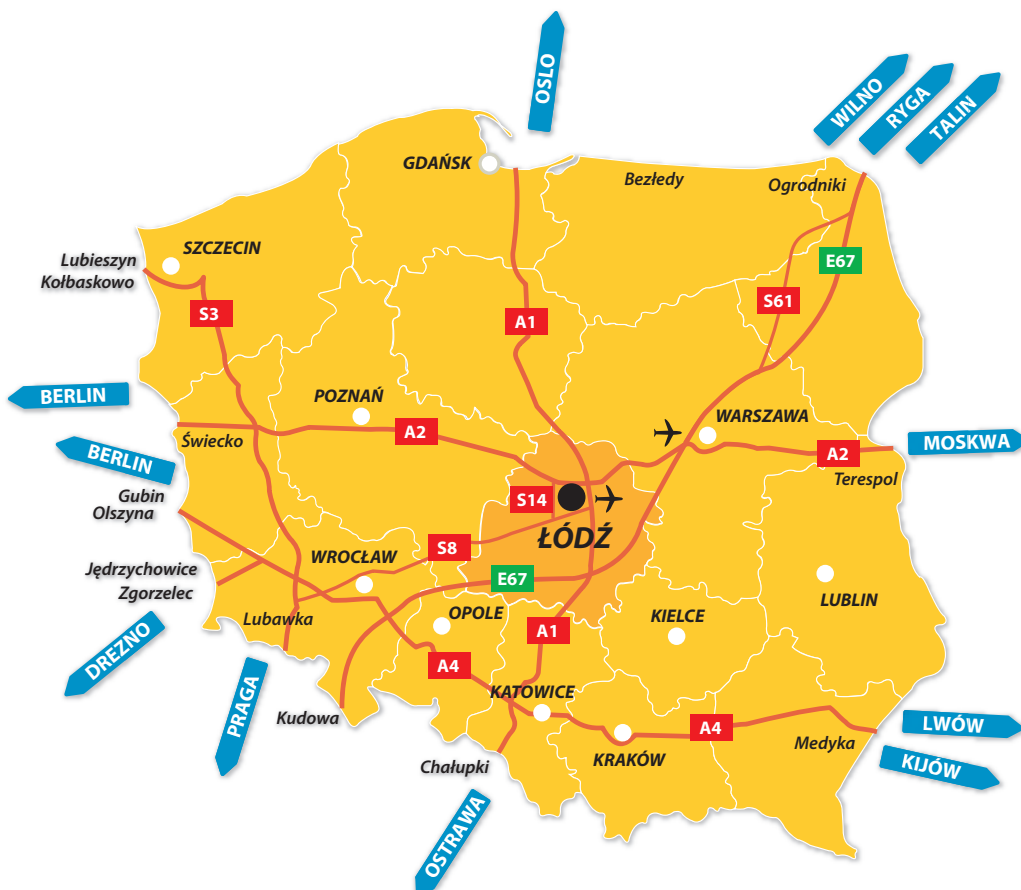 OSLO
WILNO
RYGA
TALIN
GDAŃSK
Bezłedy
Ogrodniki
SZCZECIN
Lubieszyn
Kołbaskowo
E67
S61
S3
A1
BERLIN
POZNAŃ
WARSZAWA
A2
Świecko
A2
MOSKWA
BERLIN
Terespol
Gubin
Olszyna
S14
ŁÓDŹ
WROCŁAW
S8
Jędrzychowice
Zgorzelec
E67
LUBLIN
Lubawka
OPOLE
KIELCE
A1
DREZNO
A4
PRAGA
KATOWICE
Kudowa
A4
LWÓW
Medyka
KRAKÓW
Chałupki
KIJÓW
OSTRAWA